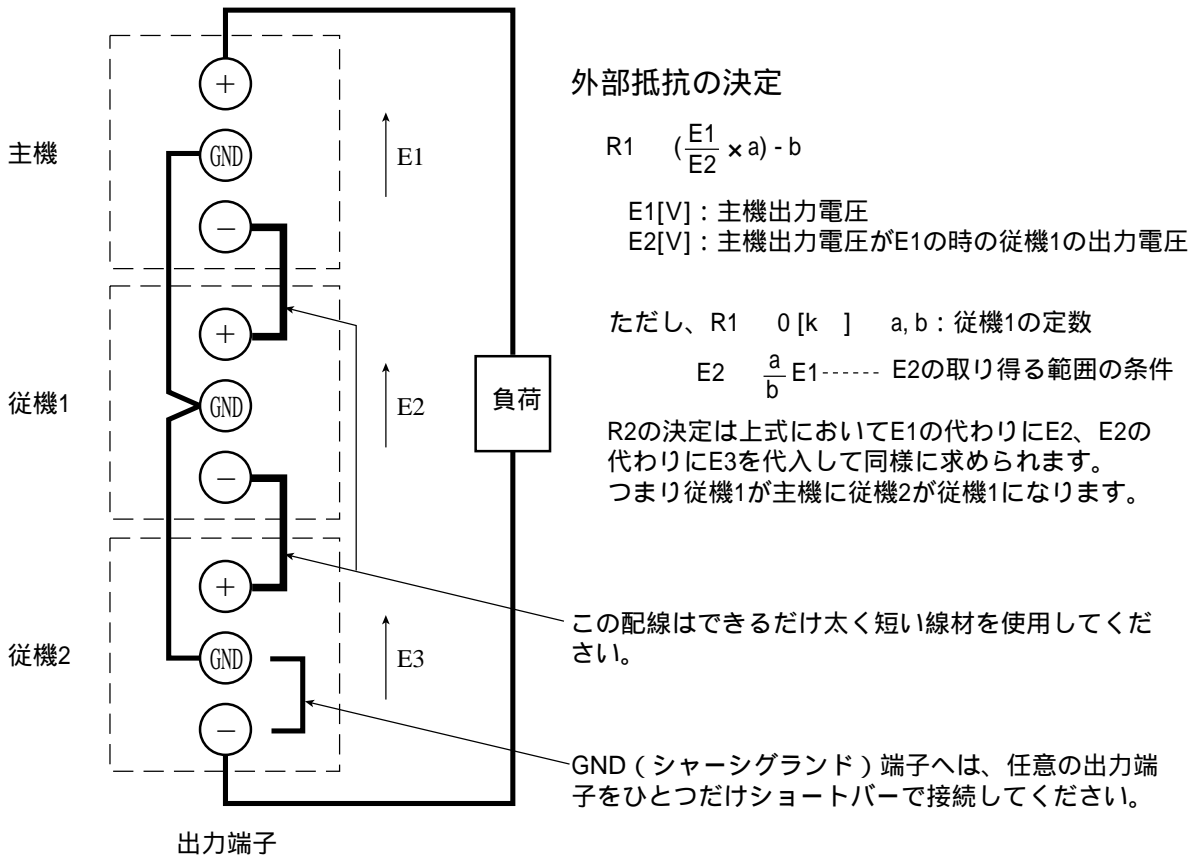 主機
+
GND
−
E1
従機1
+
GND
−
E2
従機2
+
GND
−
E3
負荷
出力端子
外部抵抗の決定
R1 (E1/E2 × a) - b
E1[V]：主機出力電圧
E2[V]：主機出力電圧がE1の時の従機1の出力電圧
ただし、R1 0 [k ] a, b：従機1の定数
E2 a/b E1------ E2の取り得る範囲の条件
R2の決定は上式においてE1の代わりにE2、E2の
代わりにE3を代入して同様に求められます。
つまり従機1が主機に従機2が従機1になります。
この配線はできるだけ太く短い線材を使用してくだ
さい。
GND（シャーシグランド）端子へは、任意の出力端
子をひとつだけショートバーで接続してください。